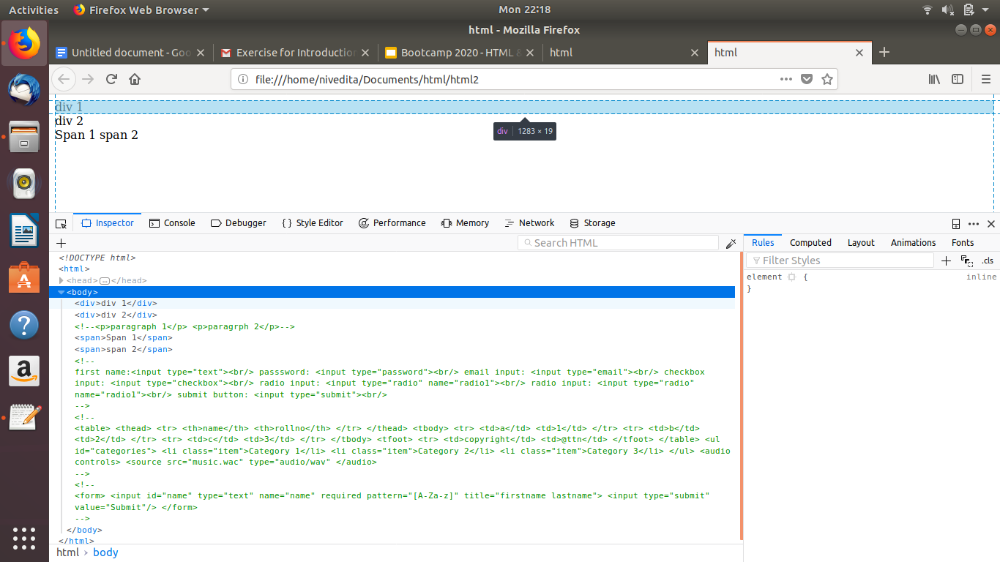 Activities Firefox Web Browser Mon 22:18
html - Mozilla Firefox
Untitled document - Goo Exercise for Introduction Bootcamp 2020 - HTML & html html
file:///home/nivedita/Documents/html/html2
div 1
div 2
Span 1 span 2
div 1283 × 19
Inspector Console Debugger { } Style Editor Performance Memory Network Storage
Search HTML
Rules Computed Layout Animations Fonts
Filter Styles .cls
element { inline
}
<!DOCTYPE html>
<html>
<head>…</head>
<body>
<div>div 1</div>
<div>div 2</div>
<!--<p>paragraph 1</p> <p>paragrph 2</p>-->
<span>Span 1</span>
<span>span 2</span>
<!--
first name:<input type="text"><br/> passsword: <input type="password"><br/> email input: <input type="email"><br/> checkbox
input: <input type="checkbox"><br/> radio input: <input type="radio" name="radio1"><br/> radio input: <input type="radio"
name="radio1"><br/> submit button: <input type="submit"><br/>
-->
<!--
<table> <thead> <tr> <th>name</th> <th>rollno</th> </tr> </thead> <tbody> <tr> <td>a</td> <td>1</td> </tr> <tr> <td>b</td>
<td>2</td> </tr> <tr> <td>c</td> <td>3</td> </tr> </tbody> <tfoot> <tr> <td>copyright</td> <td>@ttn</td> </tfoot> </table> <ul
id="categories"> <li class="item">Category 1</li> <li class="item">Category 2</li> <li class="item">Category 3</li> </ul> <audio
controls> <source src="music.wac" type="audio/wav" </audio>
-->
<!--
<form> <input id="name" type="text" name="name" required pattern="[A-Za-z]" title="firstname lastname"> <input type="submit"
value="Submit"/> </form>
-->
</body>
</html>
html › body